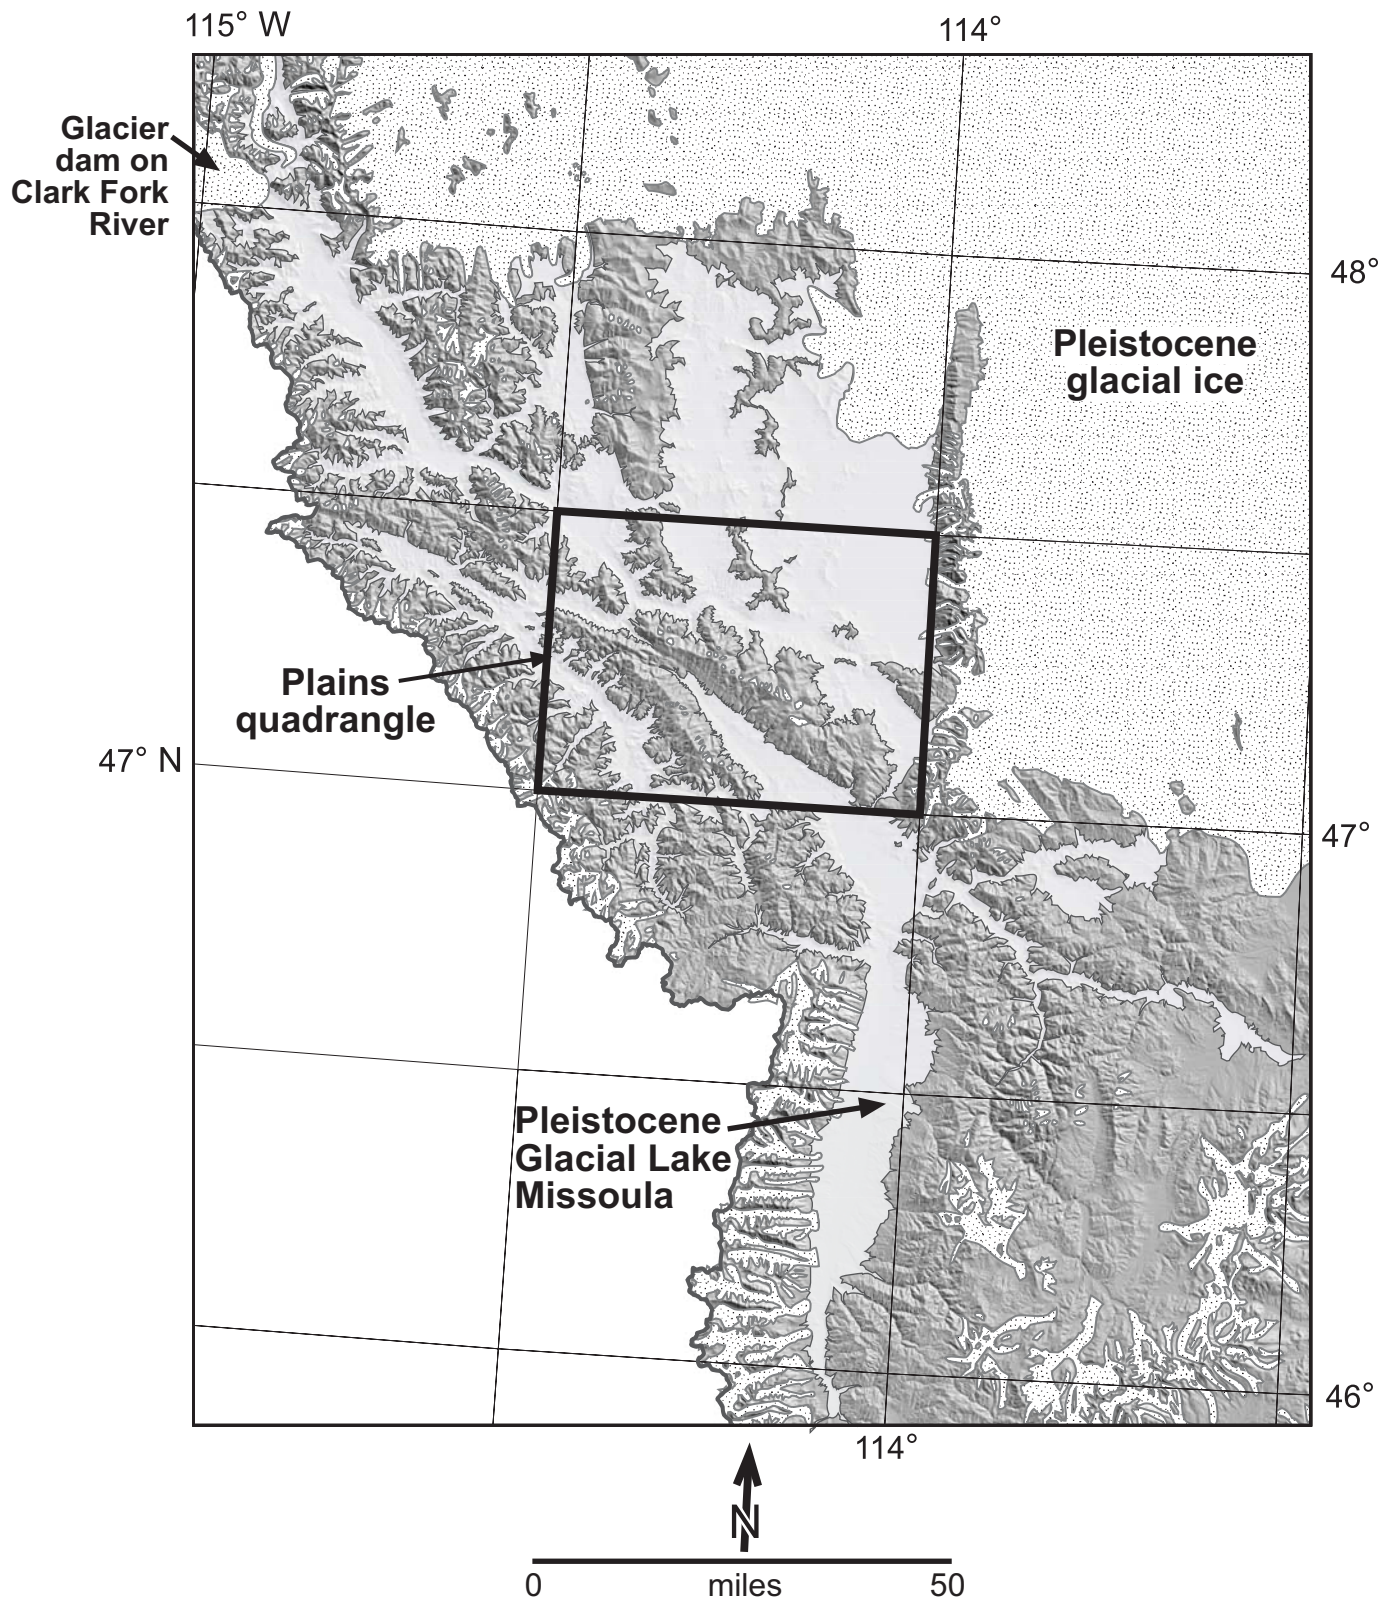 115° W
114°
Glacier
dam on
Clark Fork
River
48°
Pleistocene
glacial ice
Plains
quadrangle
47° N
47°
Pleistocene
Glacial Lake
Missoula
46°
114°
N
0 miles 50